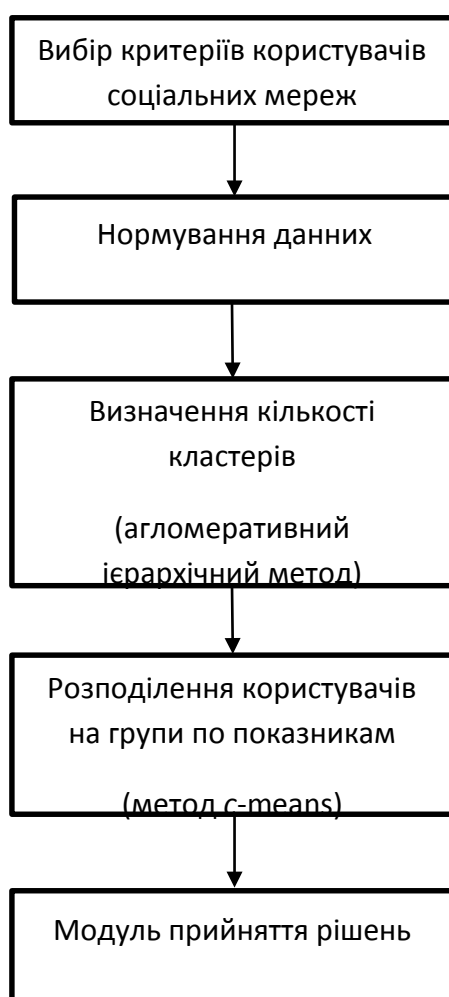 Вибір критеріїв користувачів
соціальних мереж
Нормування данних
Визначення кількості
кластерів
(агломеративний
ієрархічний метод)
Розподілення користувачів
на групи по показникам
(метод c-means)
Модуль прийняття рішень